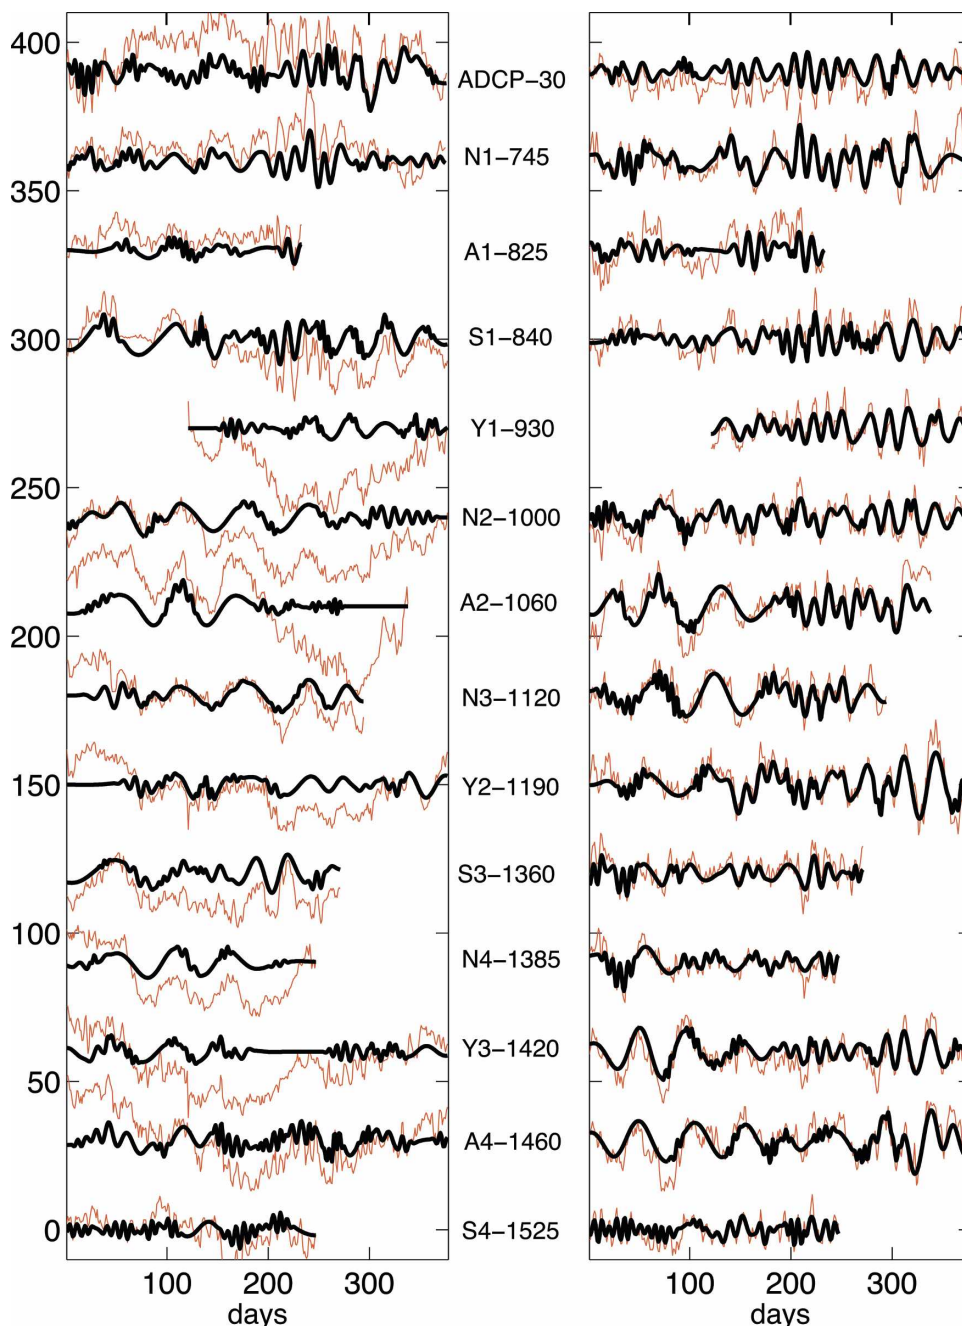 400
350
300
250
200
150
100
50
0
ADCP−30
N1−745
A1−825
S1−840
Y1−930
N2−1000
A2−1060
N3−1120
Y2−1190
S3−1360
N4−1385
Y3−1420
A4−1460
S4−1525
100 200 300
days
100 200 300
days